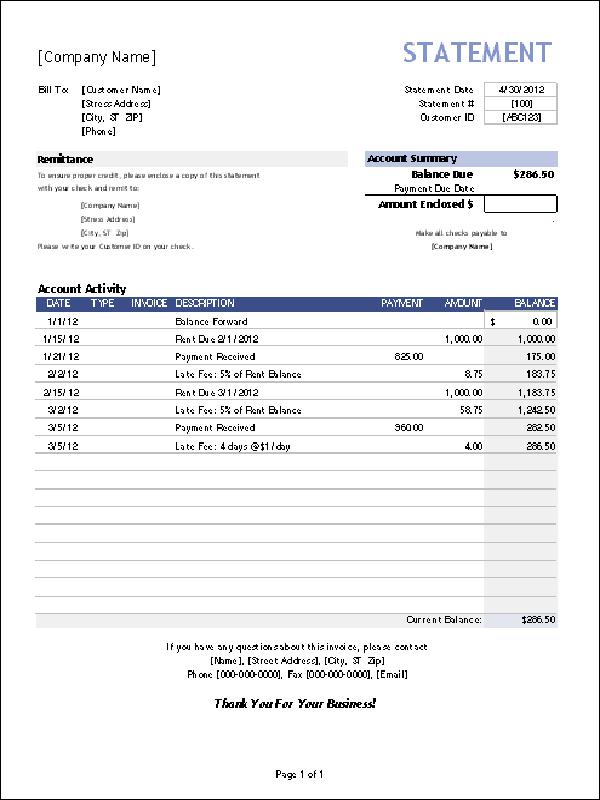 [Company Name]
STATEMENT
Bill To: [Customer Name]
[Stress Address]
[City, ST ZIP]
[Phone]
Statement Date 4/30/2012
Statement # [100]
Customer ID [ABC123]
Remittance
To ensure proper credit, please enclose a copy of this statement
with your check and remit to:
[Company Name]
[Stress Address]
[City, ST Zip]
Please write your Customer ID on your check.
Account Summary
Balance Due $286.50
Payment Due Date
Amount Enclosed $
Make all checks payable to
[Company Name]
Account Activity
DATE TYPE INVOICE DESCRIPTION PAYMENT AMOUNT BALANCE
1/1/12 Balance Forward $ 0.00
1/15/12 Rent Due 2/1/2012 1,000.00 1,000.00
1/21/12 Payment Received 825.00 175.00
2/2/12 Late Fee: 5% of Rent Balance 8.75 183.75
2/15/12 Rent Due 3/1/2012 1,000.00 1,183.75
3/2/12 Late Fee: 5% of Rent Balance 58.75 1,242.50
3/5/12 Payment Received 960.00 282.50
3/5/12 Late Fee: 4 days @$1/day 4.00 286.50
Current Balance: $286.50
If you have any questions about this invoice, please contact
[Name], [Street Address], [City, ST Zip]
Phone [000-000-0000], Fax [000-000-0000], [Email]
Thank You For Your Business!
Page 1 of 1